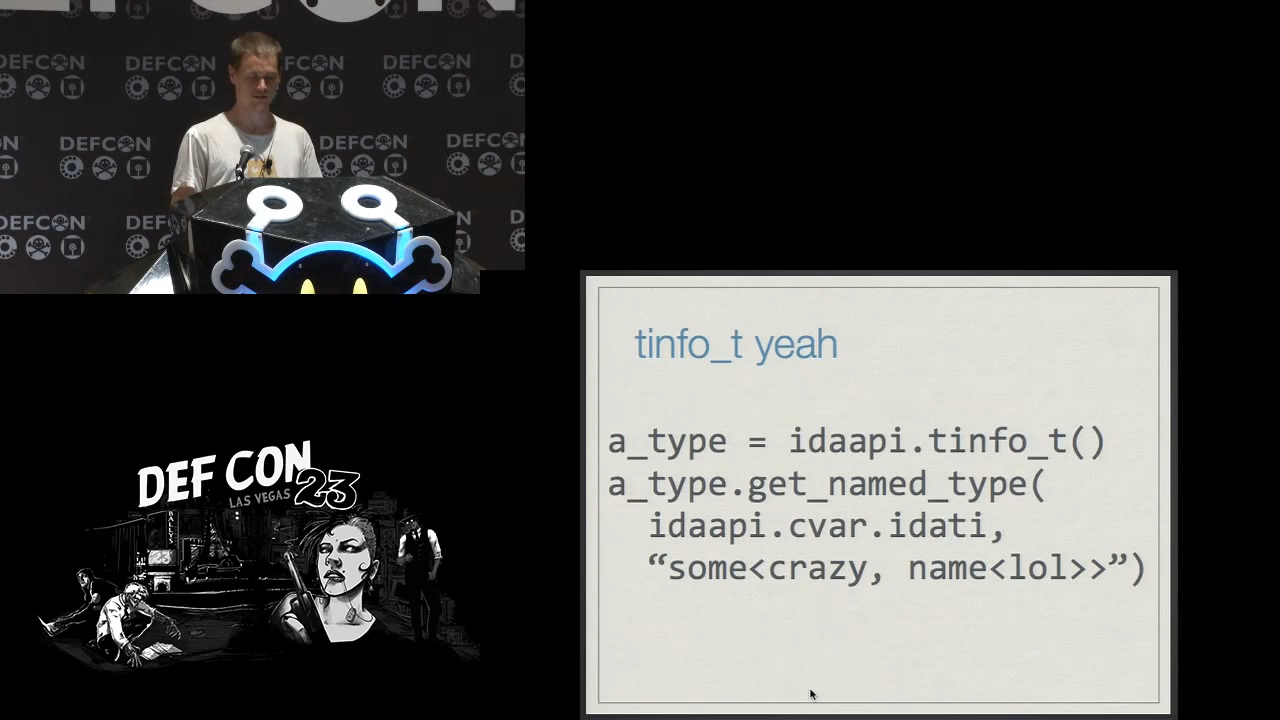 DEFCON
DEFCON
DEFCON
DEFCON
DEFCON
DEFCON
DEFCON
DEFCON
tinfo_t yeah
a_type = idaapi.tinfo_t()
a_type.get_named_type(
idaapi.cvar.idati,
“some<crazy, name<lol>>”)
DEF CON
LAS VEGAS 23
BALLYS